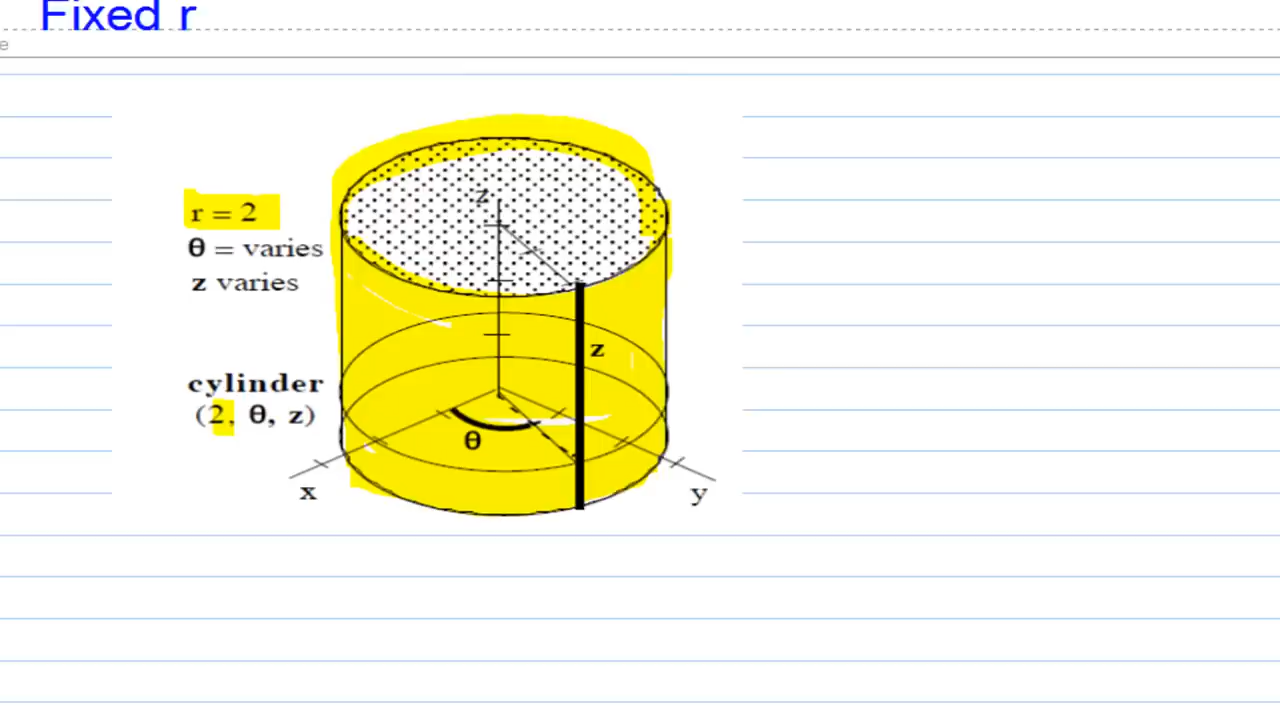 Fixed r
e
z
r = 2
θ = varies
z varies
z
cylinder
(2, θ, z)
θ
x
y